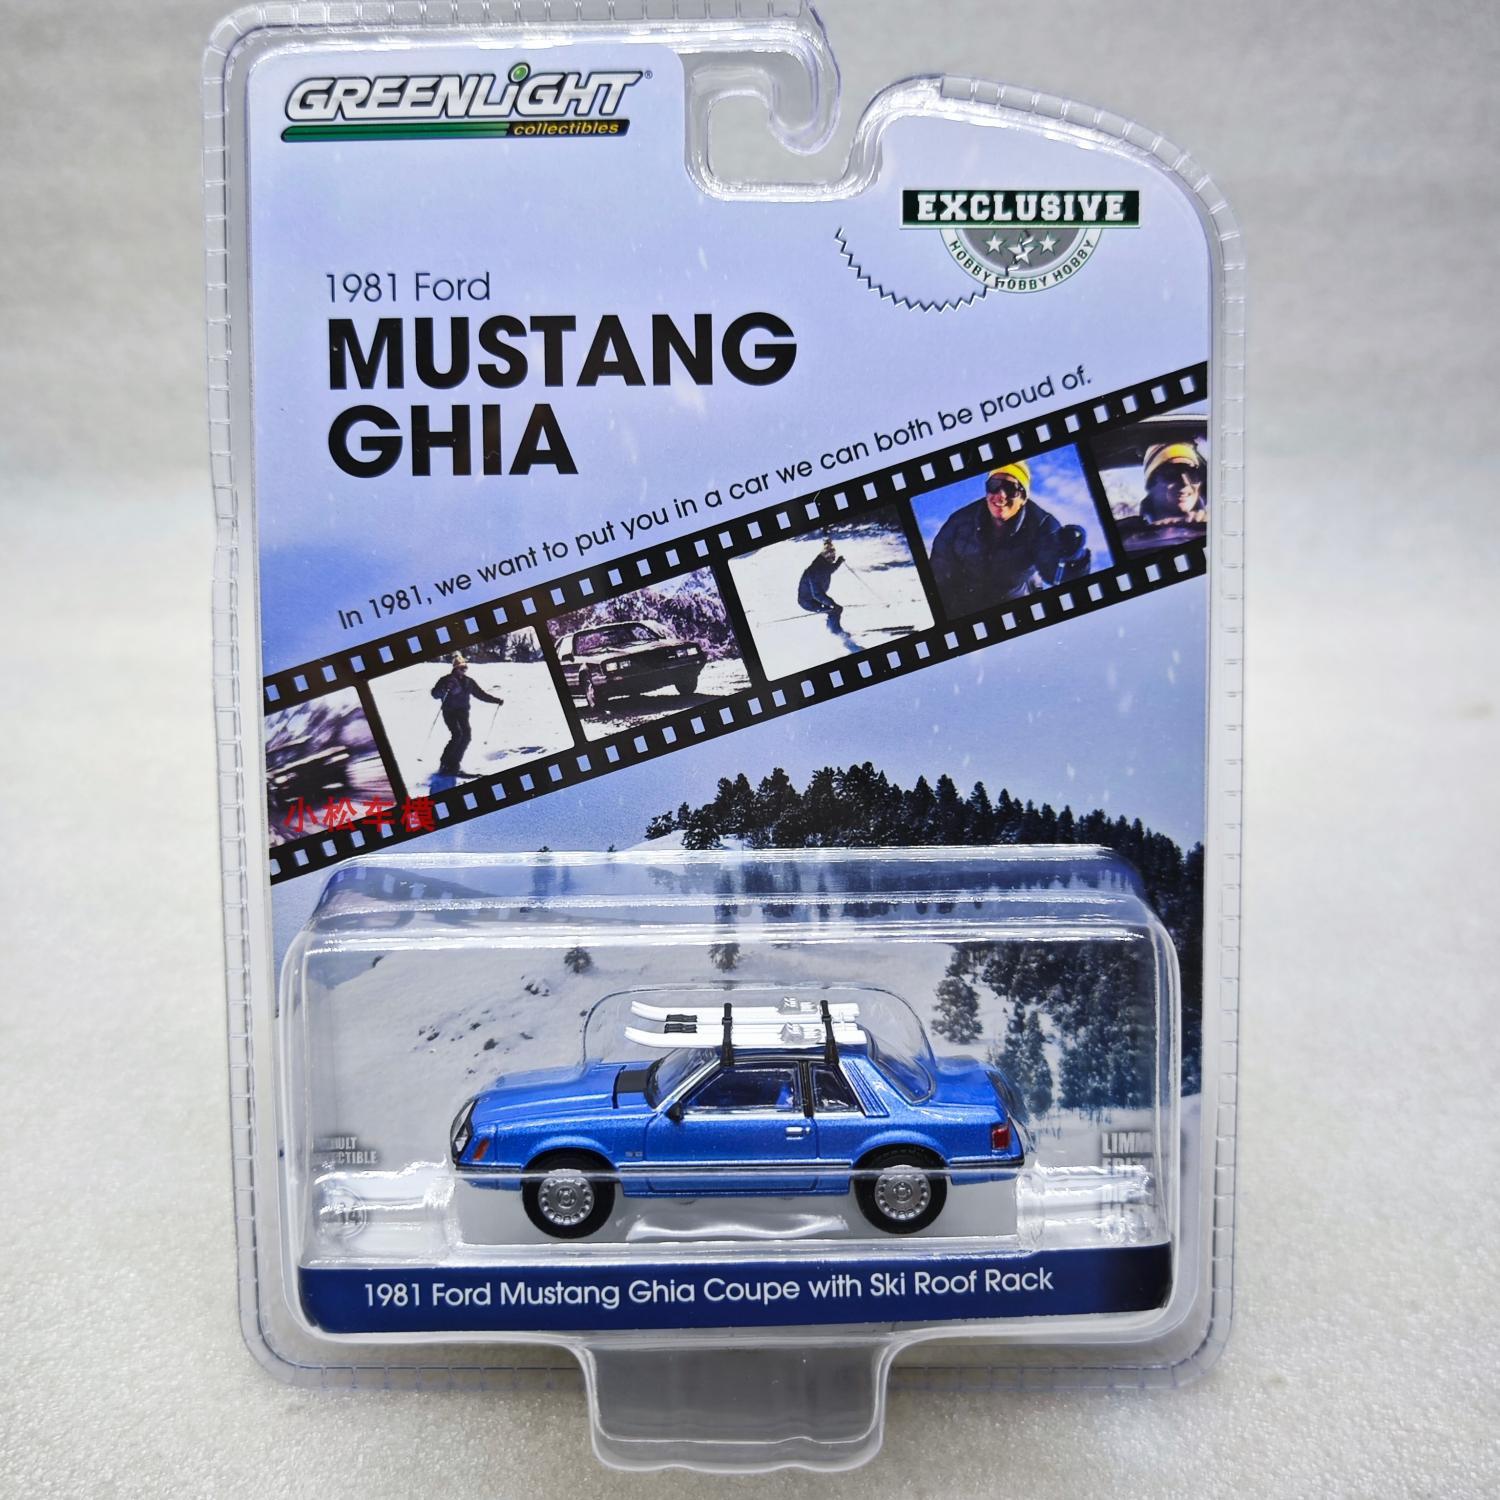 GREENLIGHT®
collectibles
EXCLUSIVE
HOBBY HOBBY HOBBY
1981 Ford
MUSTANG
GHIA
In 1981, we want to put you in a car we can both be proud of.
小松车模
14+
1981 Ford Mustang Ghia Coupe with Ski Roof Rack